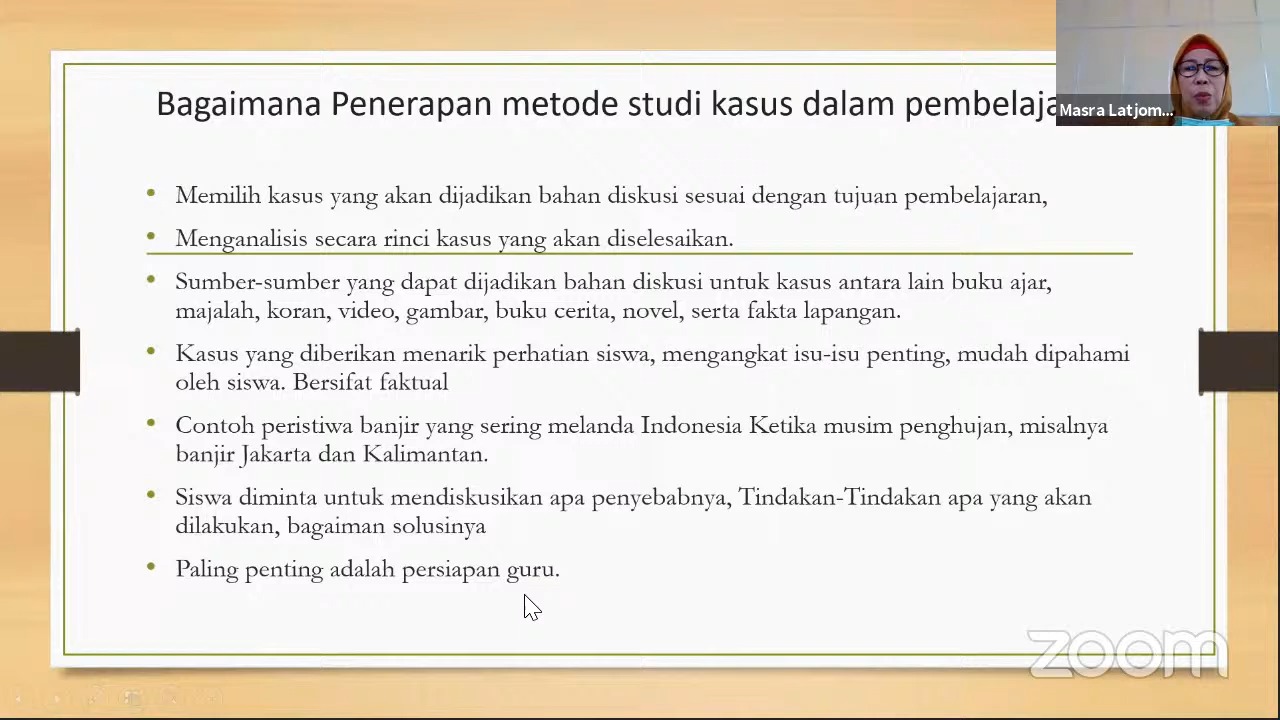 Bagaimana Penerapan metode studi kasus dalam pembelaja
Masra Latjom...
• Memilih kasus yang akan dijadikan bahan diskusi sesuai dengan tujuan pembelajaran,
• Menganalisis secara rinci kasus yang akan diselesaikan.
• Sumber-sumber yang dapat dijadikan bahan diskusi untuk kasus antara lain buku ajar,
majalah, koran, video, gambar, buku cerita, novel, serta fakta lapangan.
• Kasus yang diberikan menarik perhatian siswa, mengangkat isu-isu penting, mudah dipahami
oleh siswa. Bersifat faktual
• Contoh peristiwa banjir yang sering melanda Indonesia Ketika musim penghujan, misalnya
banjir Jakarta dan Kalimantan.
• Siswa diminta untuk mendiskusikan apa penyebabnya, Tindakan-Tindakan apa yang akan
dilakukan, bagaiman solusinya
• Paling penting adalah persiapan guru.
zoom